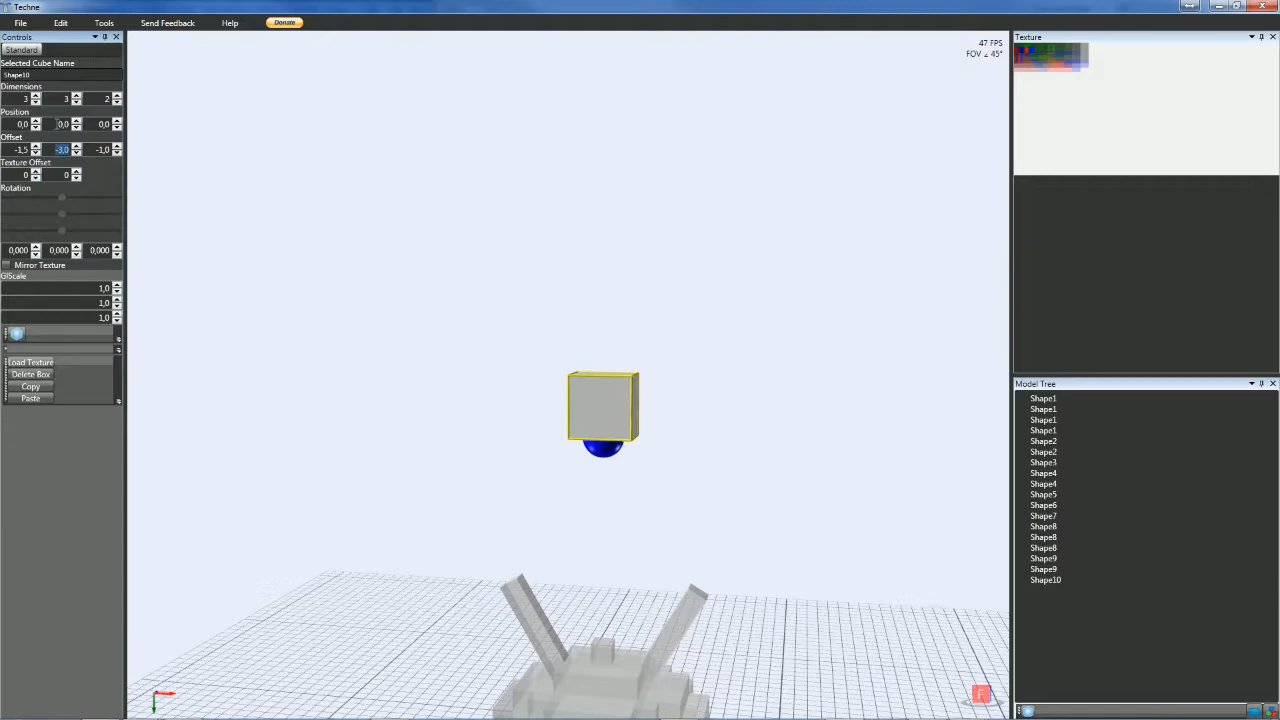 Techne
File Edit Tools Send Feedback Help Donate
Controls
Standard
Selected Cube Name
Shape10
Dimensions
3 3 2
Position
0,0 0,0 0,0
Offset
-1,5 -3,0 -1,0
Texture Offset
0 0
Rotation
0,000 0,000 0,000
Mirror Texture
GlScale
1,0
1,0
1,0
Load Texture
Delete Box
Copy
Paste
47 FPS
FOV ∠ 45°
F
Texture
Model Tree
Shape1
Shape1
Shape1
Shape1
Shape2
Shape2
Shape3
Shape4
Shape4
Shape5
Shape6
Shape7
Shape8
Shape8
Shape8
Shape9
Shape9
Shape10